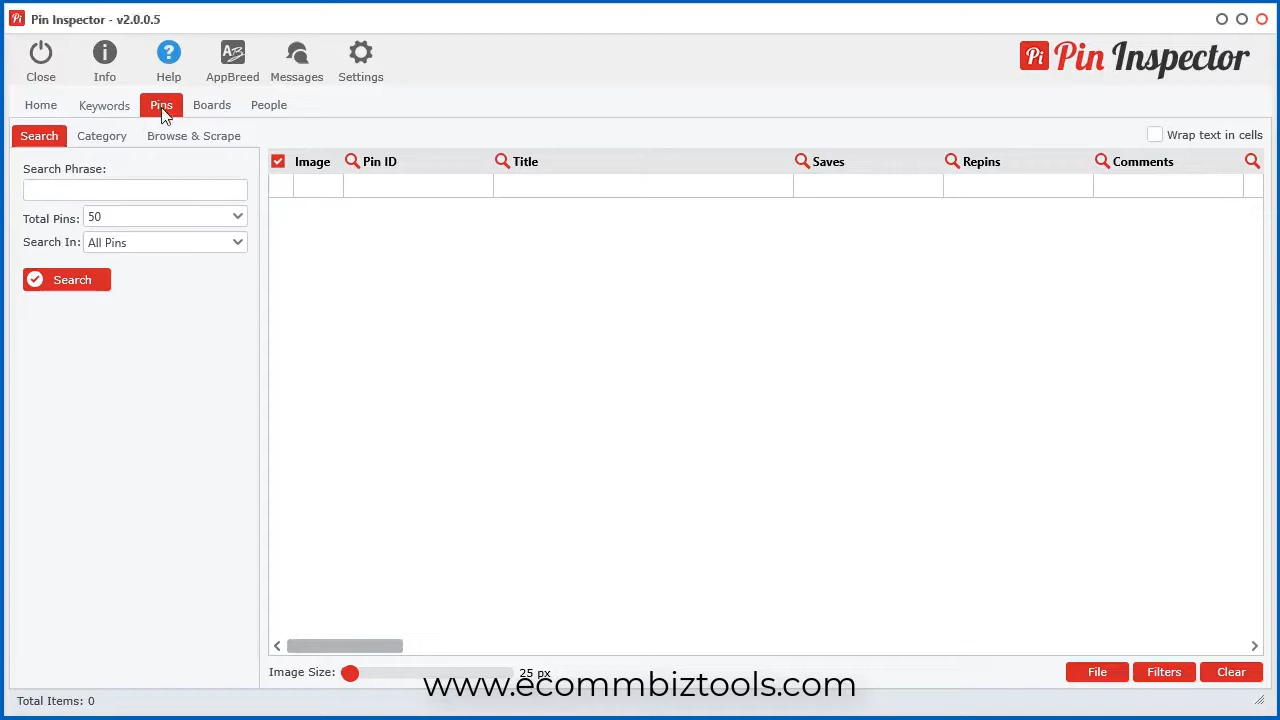 Pin Inspector - v2.0.0.5
Close Info Help AppBreed Messages Settings
Pin Inspector
Home Keywords Pins Boards People
Search Category Browse & Scrape
Wrap text in cells
Image Pin ID Title Saves Repins Comments
Search Phrase:
Total Pins: 50
Search In: All Pins
Search
Image Size: 25 px
File Filters Clear
www.ecommbiztools.com
Total Items: 0